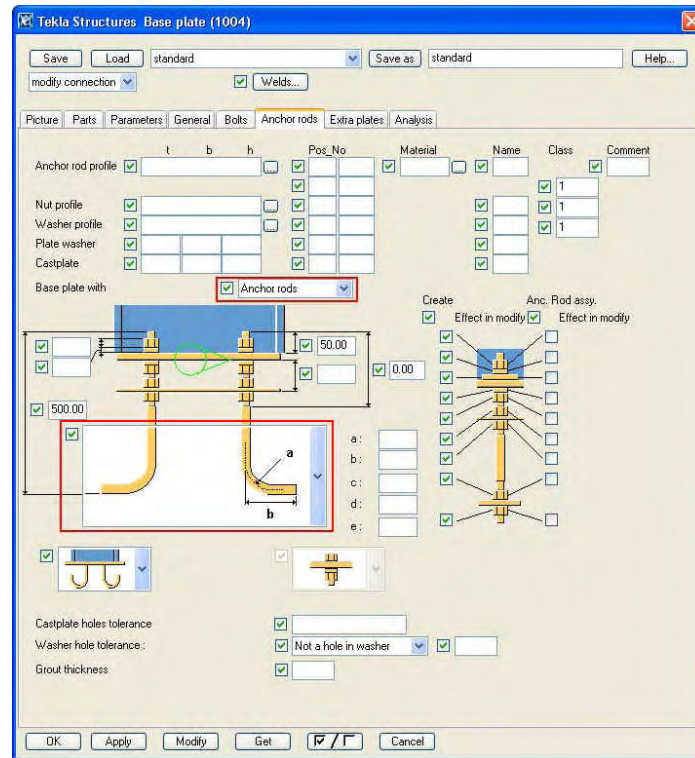 Tekla Structures Base plate (1004)
Save Load standard Save as standard Help...
modify connection Welds...
Picture Parts Parameters General Bolts Anchor rods Extra plates Analysis
t b h Pos_No Material Name Class Comment
Anchor rod profile
1
Nut profile 1
Washer profile 1
Plate washer
Castplate
Base plate with Anchor rods
Create Anc. Rod assy.
Effect in modify Effect in modify
50.00
0.00
500.00
a
b
a :
b :
c :
d :
e :
Castplate holes tolerance
Washer hole tolerance : Not a hole in washer
Grout thickness
OK Apply Modify Get / Cancel